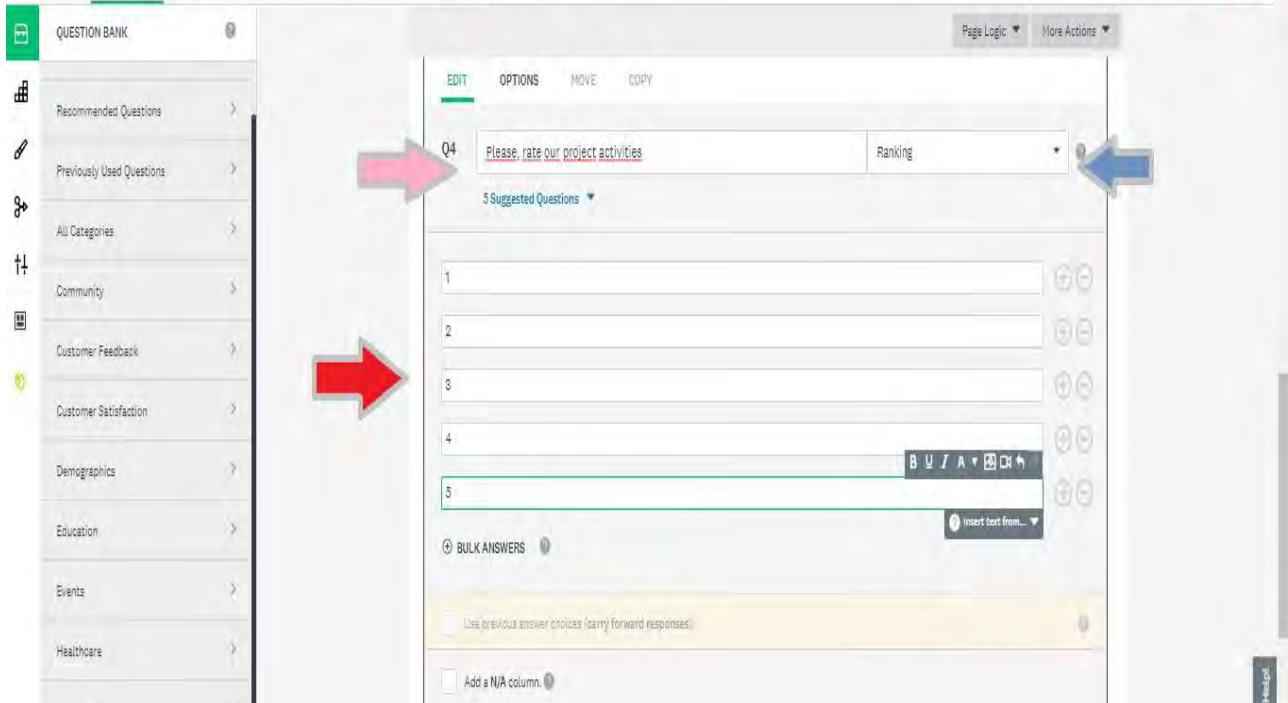 QUESTION BANK
Page Logic
More Actions
Recommended Questions
Previously Used Questions
All Categories
Community
Customer Feedback
Customer Satisfaction
Demographics
Education
Events
Healthcare
EDIT OPTIONS MOVE COPY
Q4 Please, rate our project activities Ranking
5 Suggested Questions
1
2
3
4
B U I A
5
Insert text from...
BULK ANSWERS
Use previous answer choices (carry forward responses)
Add a N/A column.
Help!